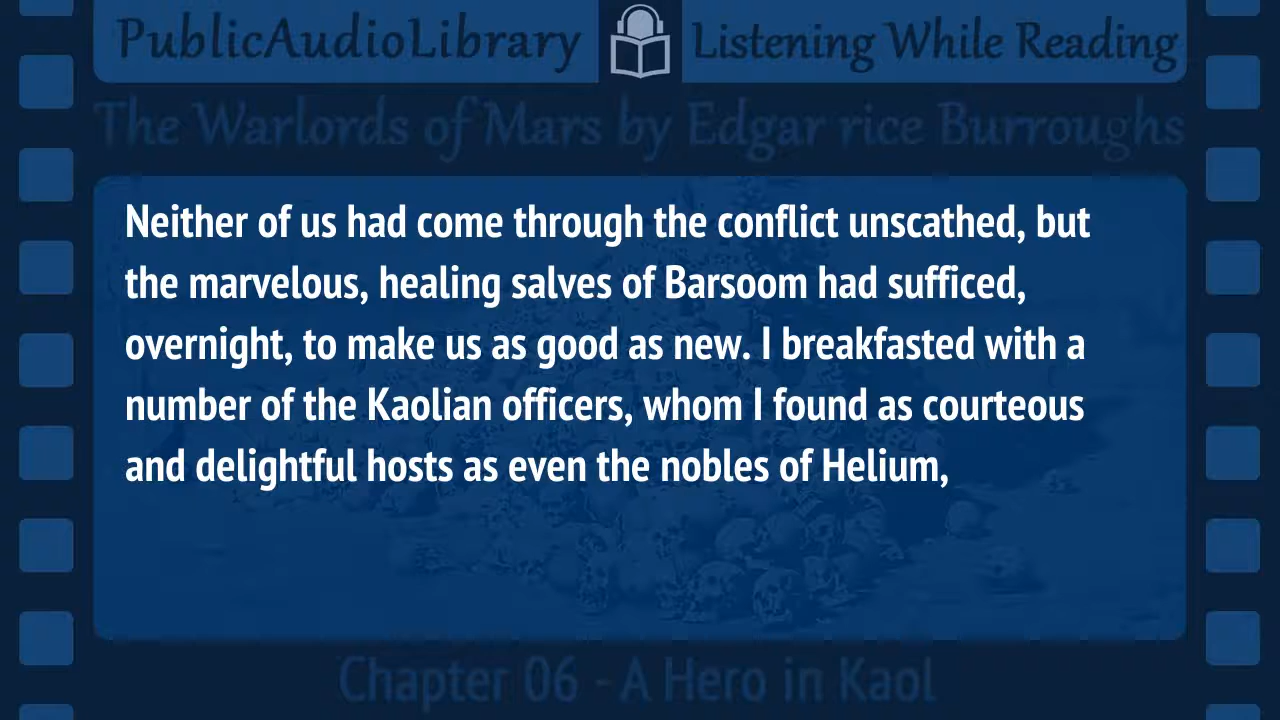 PublicAudioLibrary Listening While Reading
The Warlords of Mars by Edgar rice Burroughs
Neither of us had come through the conflict unscathed, but
the marvelous, healing salves of Barsoom had sufficed,
overnight, to make us as good as new. I breakfasted with a
number of the Kaolian officers, whom I found as courteous
and delightful hosts as even the nobles of Helium,
Chapter 06 - A Hero in Kaol